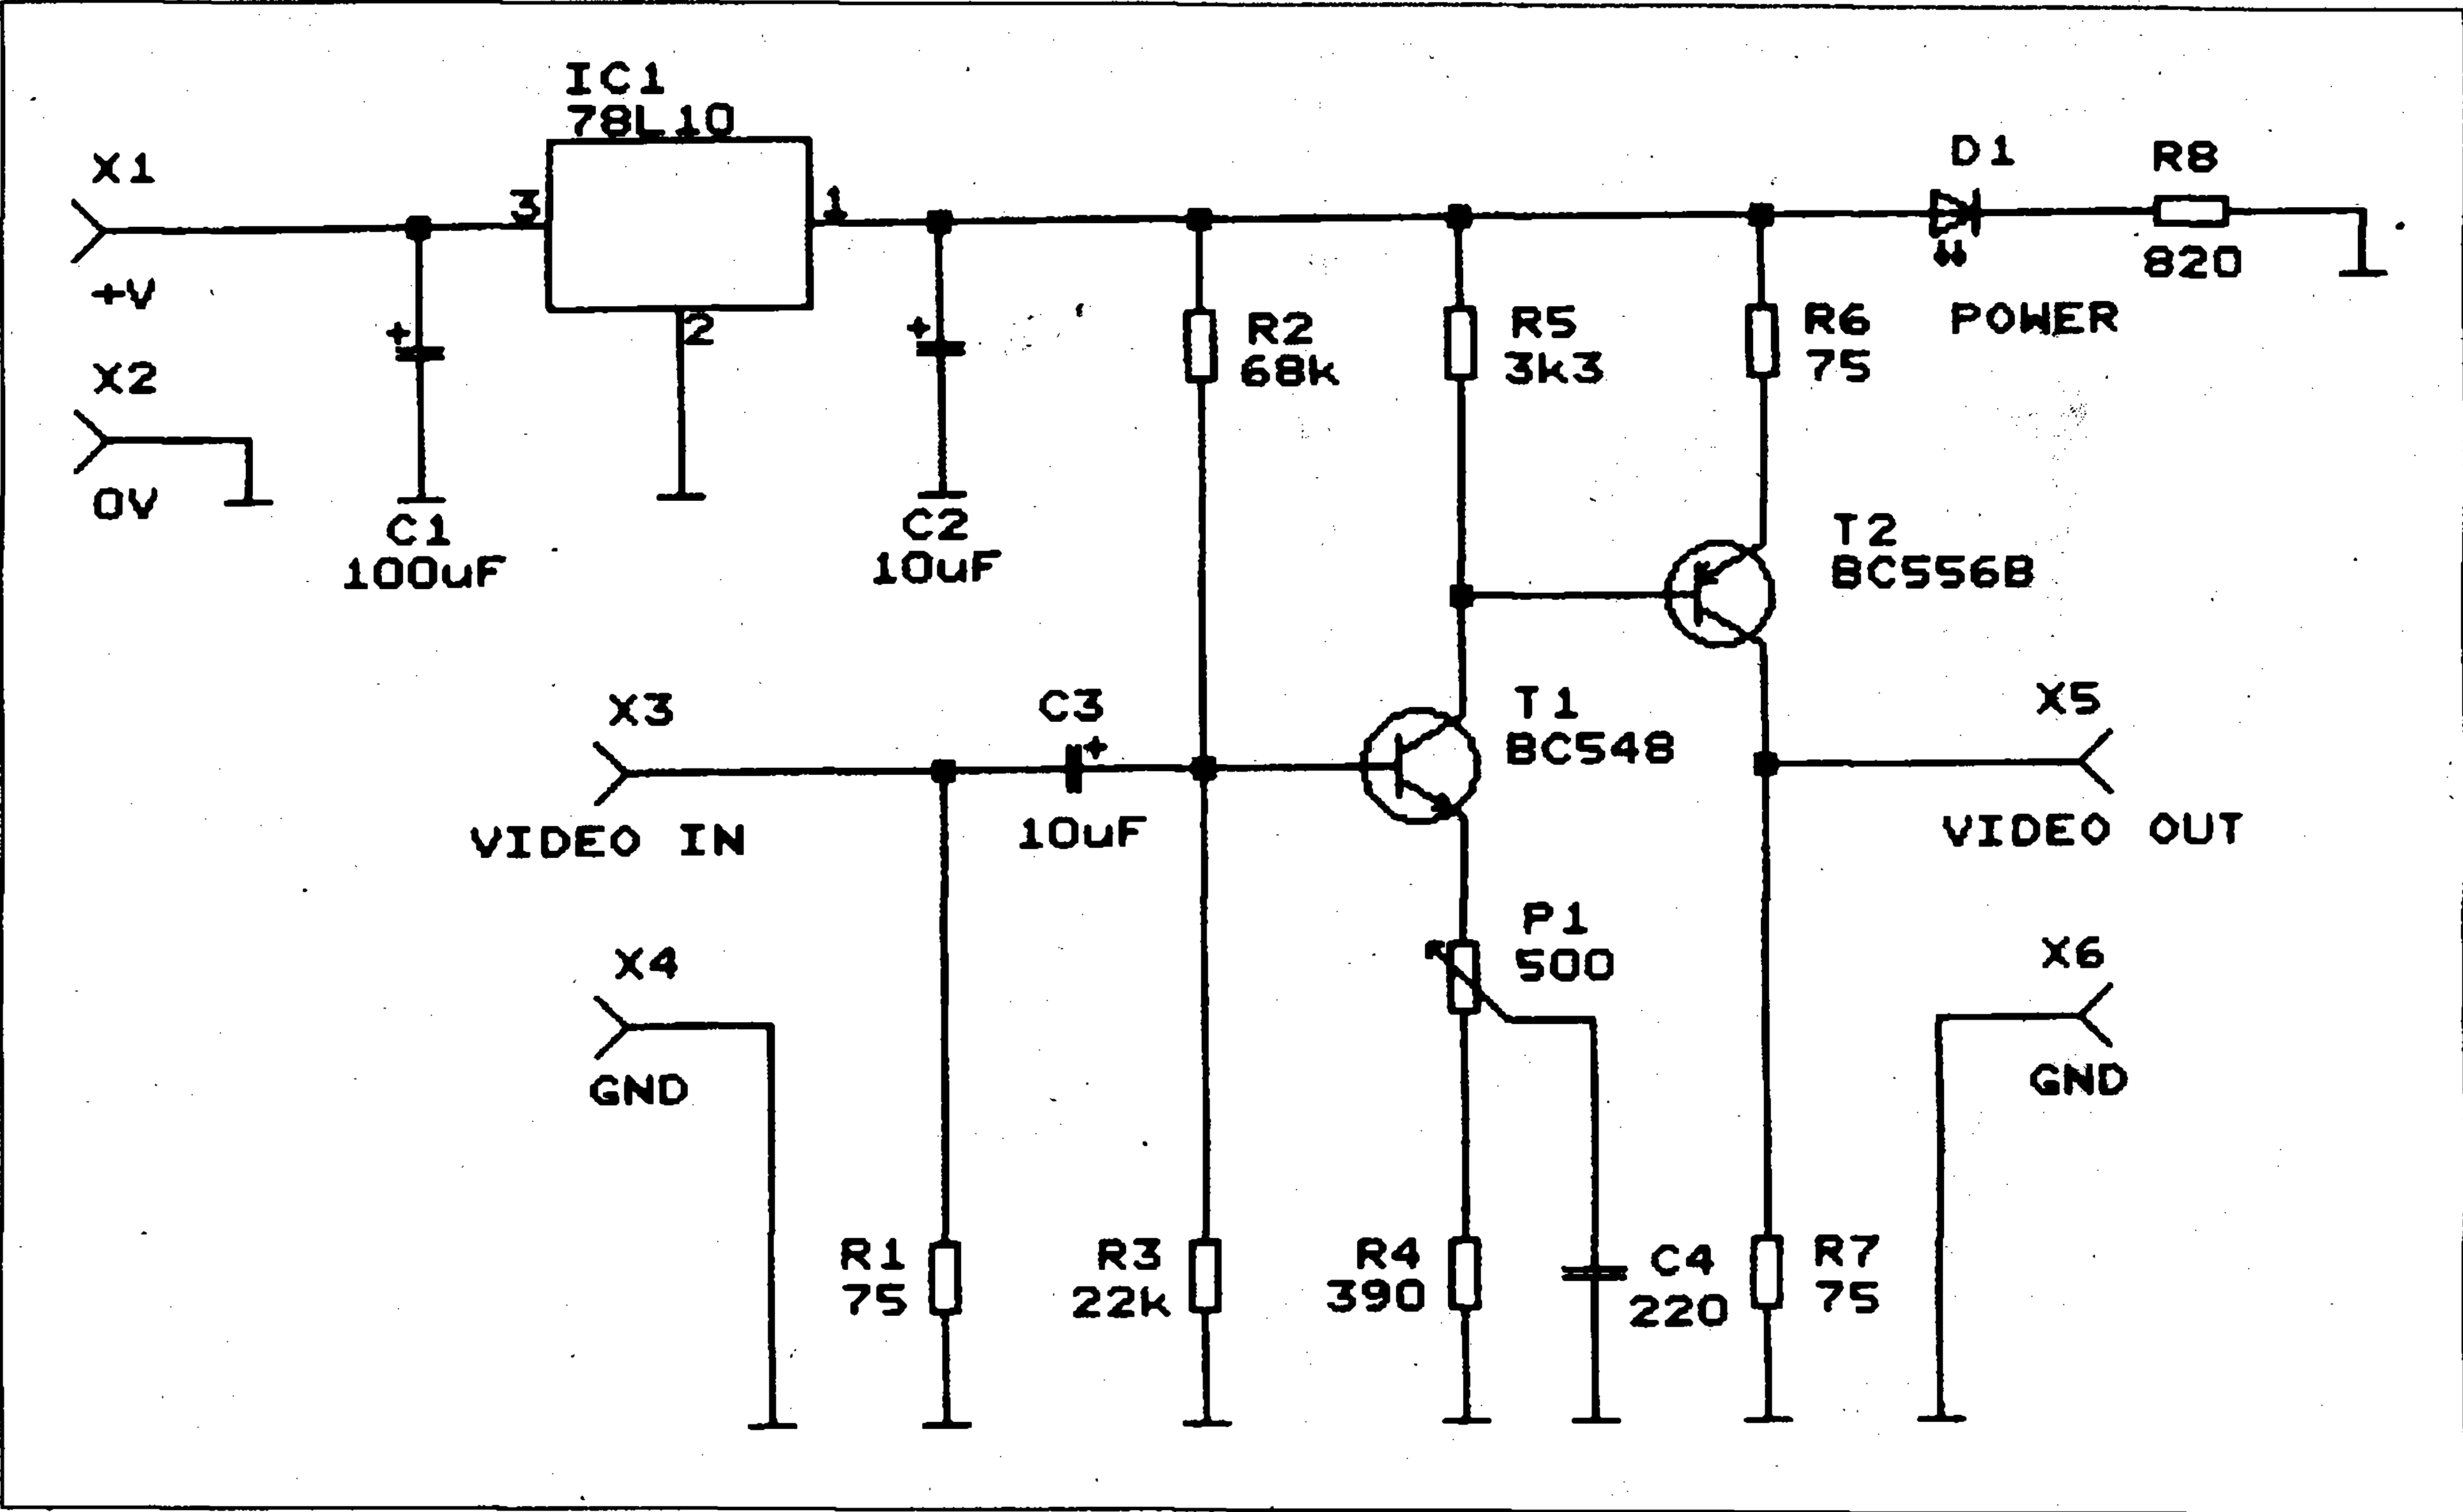 IC1
78L10
X1
3
1
+V
X2
0V
2
+
C1
100uF
+
C2
10uF
R2
68k
R5
3k3
R6
75
D1
POWER
R8
820
T2
BC556B
X3
VIDEO IN
C3
+
10uF
T1
BC548
X5
VIDEO OUT
X4
GND
P1
500
X6
GND
R1
75
R3
22k
R4
390
C4
220
R7
75